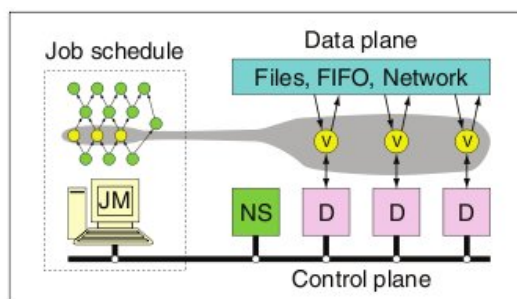 Job schedule
Data plane
Files, FIFO, Network
V V V
JM
NS D D D
Control plane